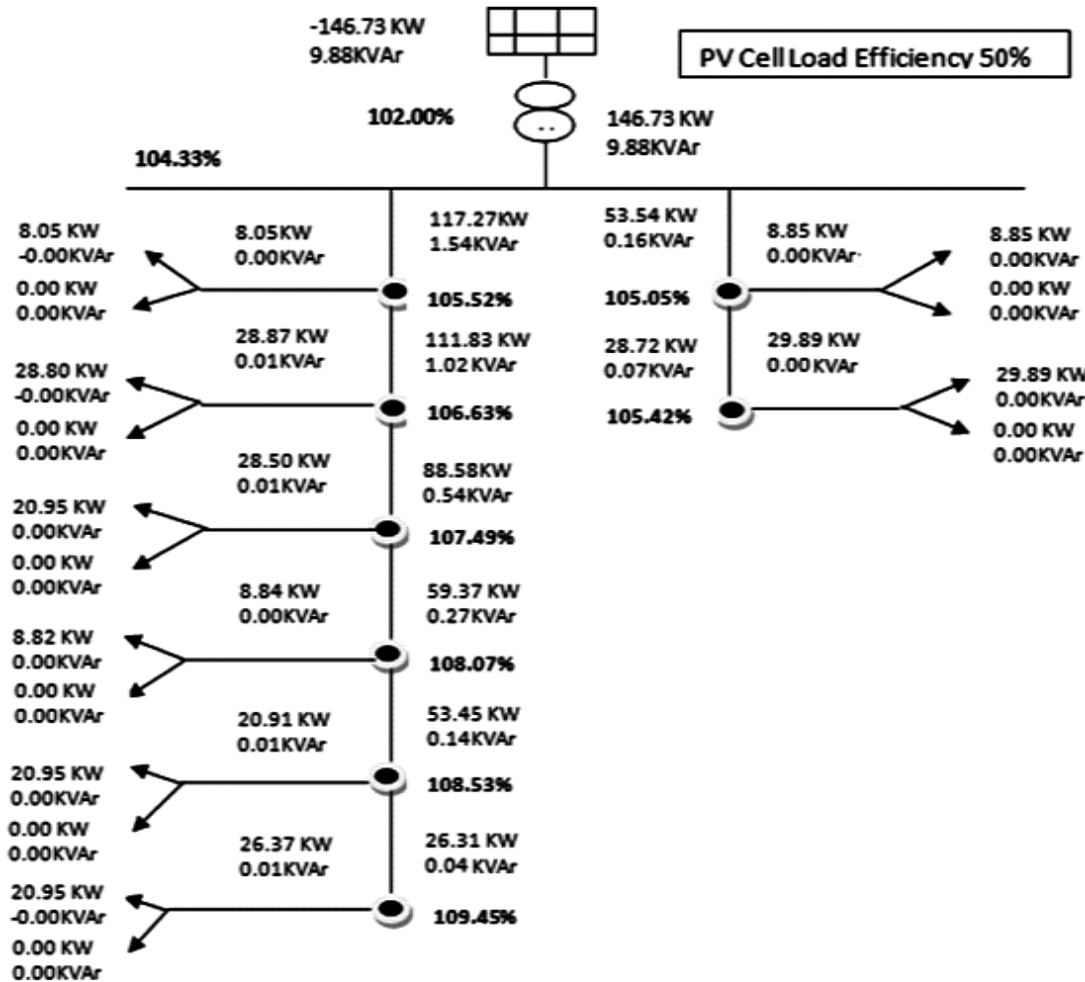 -146.73 KW
9.88KVAr
PV Cell Load Efficiency 50%
102.00%
146.73 KW
9.88KVAr
104.33%
8.05 KW
-0.00KVAr
0.00 KW
0.00KVAr
8.05KW
0.00KVAr
117.27KW
1.54KVAr
105.52%
53.54 KW
0.16KVAr
105.05%
8.85 KW
0.00KVAr
8.85 KW
0.00KVAr
0.00 KW
0.00KVAr
28.80 KW
-0.00KVAr
0.00 KW
0.00KVAr
28.87 KW
0.01KVAr
111.83 KW
1.02KVAr
106.63%
28.72 KW
0.07KVAr
105.42%
29.89 KW
0.00KVAr
29.89 KW
0.00KVAr
0.00 KW
0.00KVAr
20.95 KW
0.00KVAr
0.00 KW
0.00KVAr
28.50 KW
0.01KVAr
88.58KW
0.54KVAr
107.49%
8.82 KW
0.00KVAr
0.00 KW
0.00KVAr
8.84 KW
0.00KVAr
59.37 KW
0.27KVAr
108.07%
20.95 KW
0.00KVAr
0.00 KW
0.00KVAr
20.91 KW
0.01KVAr
53.45 KW
0.14KVAr
108.53%
20.95 KW
-0.00KVAr
0.00 KW
0.00KVAr
26.37 KW
0.01KVAr
26.31 KW
0.04 KVAr
109.45%